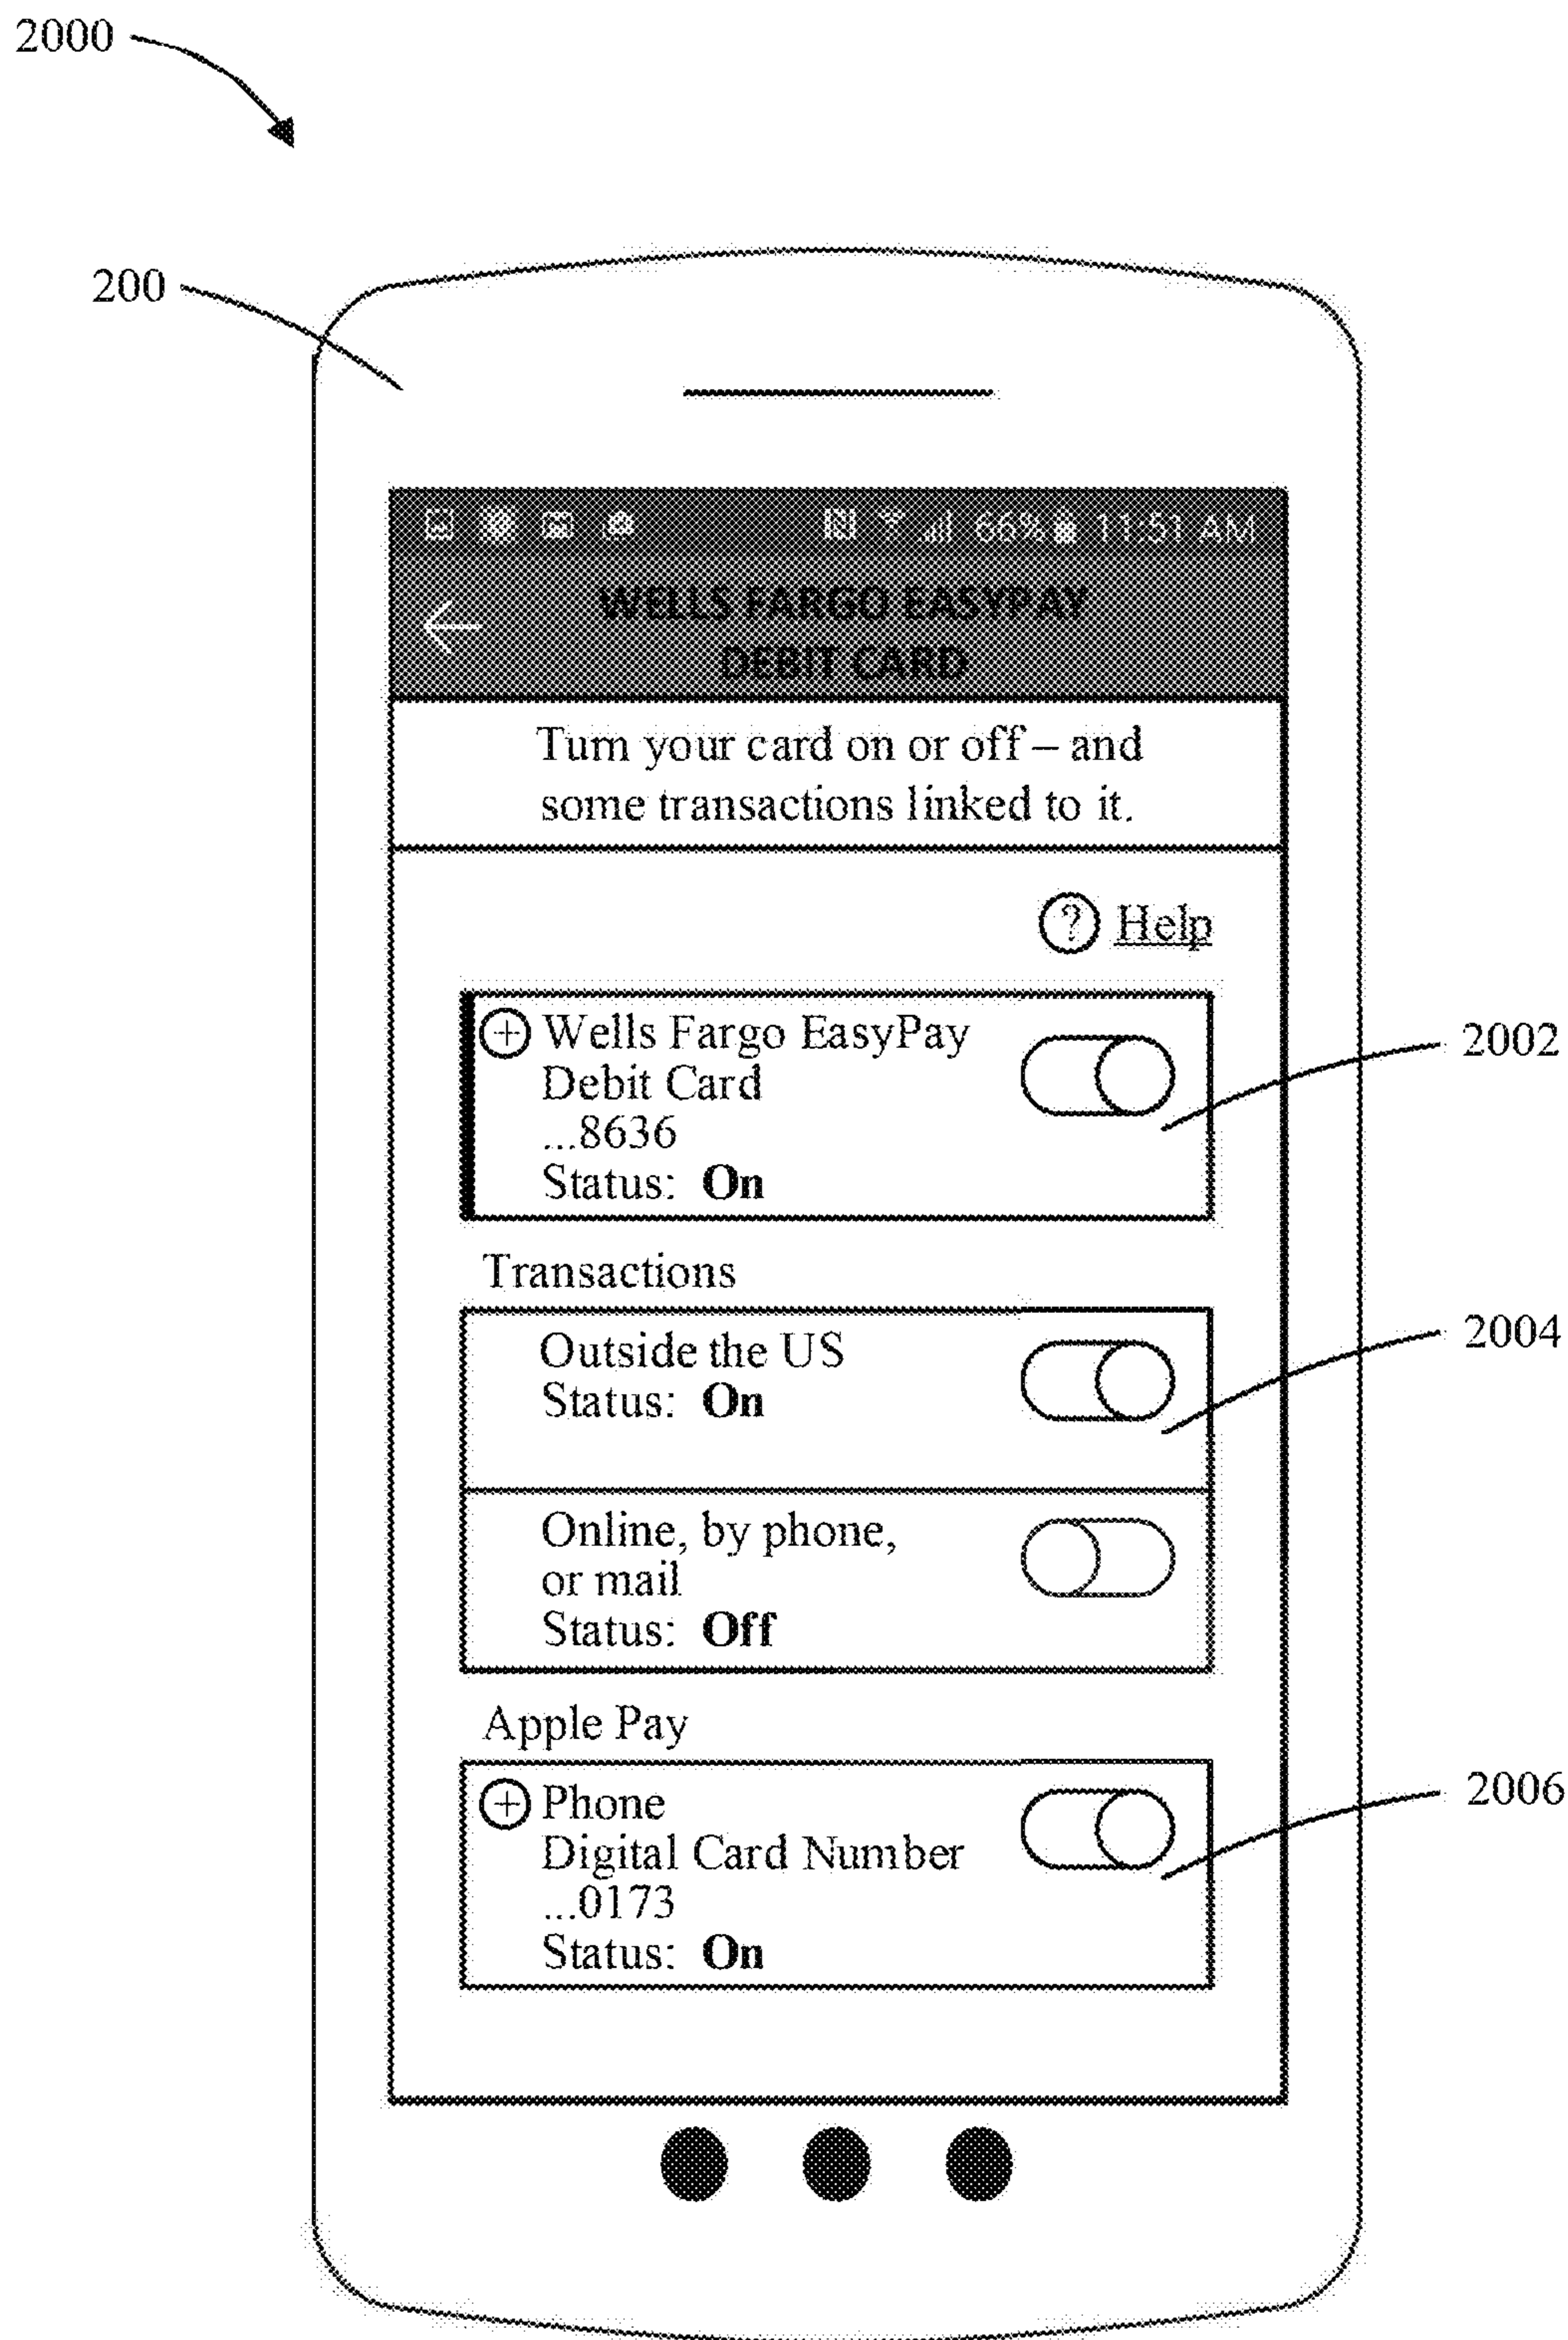 2000
200
66% 11:51 AM
WELLS FARGO EASYPAY
DEBIT CARD
Turn your card on or off – and
some transactions linked to it.
? Help
Wells Fargo EasyPay
Debit Card
...8636
Status: On
2002
Transactions
Outside the US
Status: On
2004
Online, by phone,
or mail
Status: Off
Apple Pay
Phone
Digital Card Number
...0173
Status: On
2006